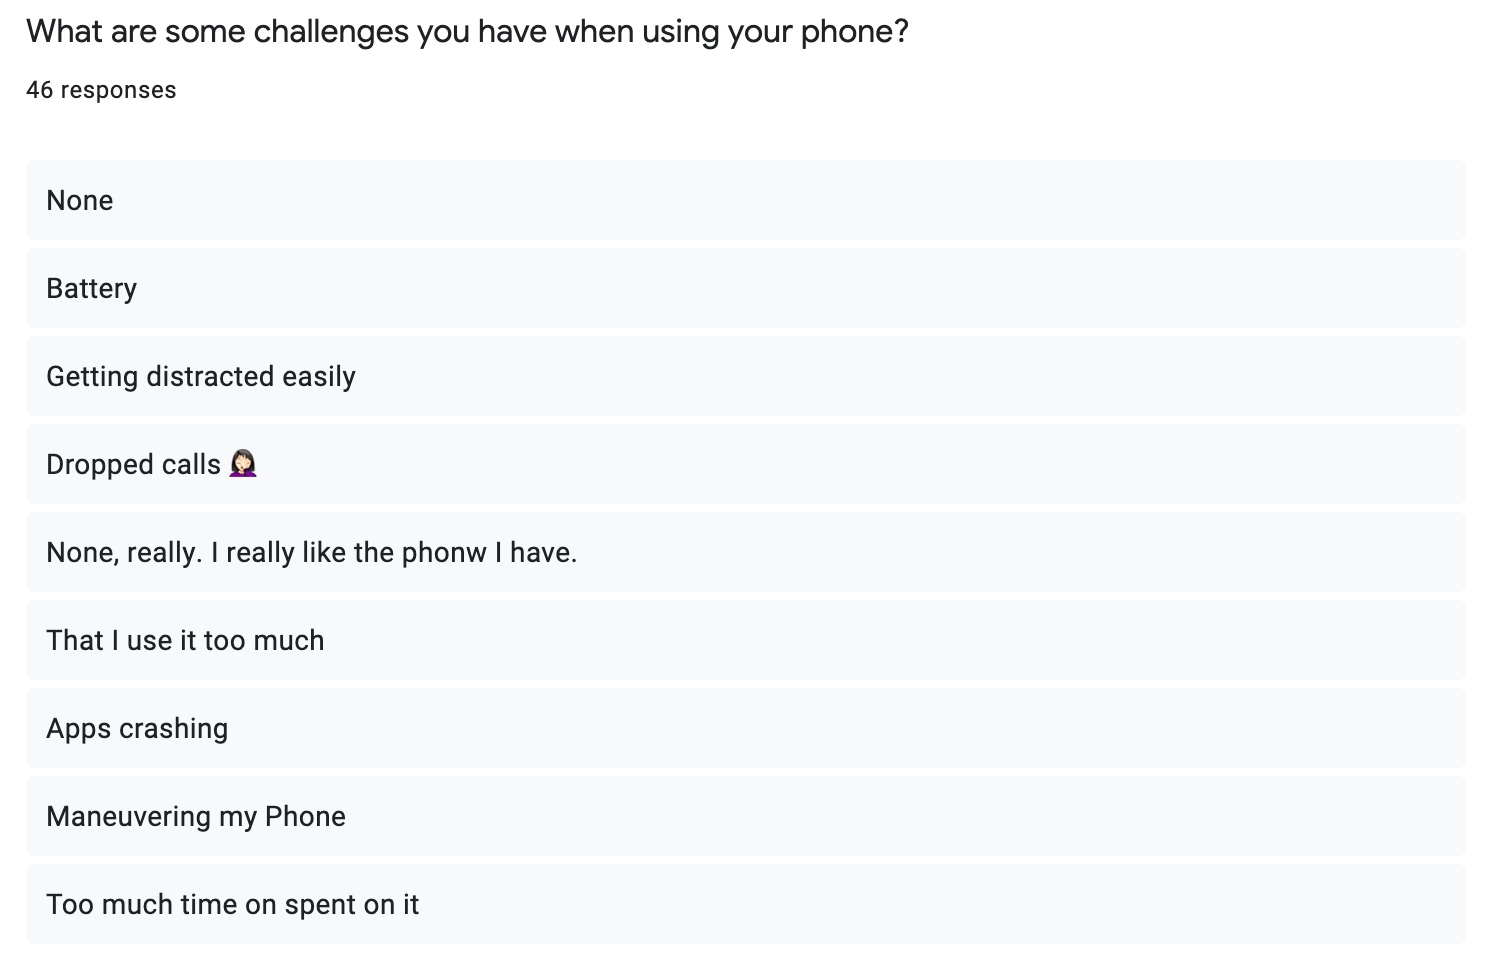 What are some challenges you have when using your phone?
46 responses
None
Battery
Getting distracted easily
Dropped calls 🤦🏻‍♀️
None, really. I really like the phonw I have.
That I use it too much
Apps crashing
Maneuvering my Phone
Too much time on spent on it